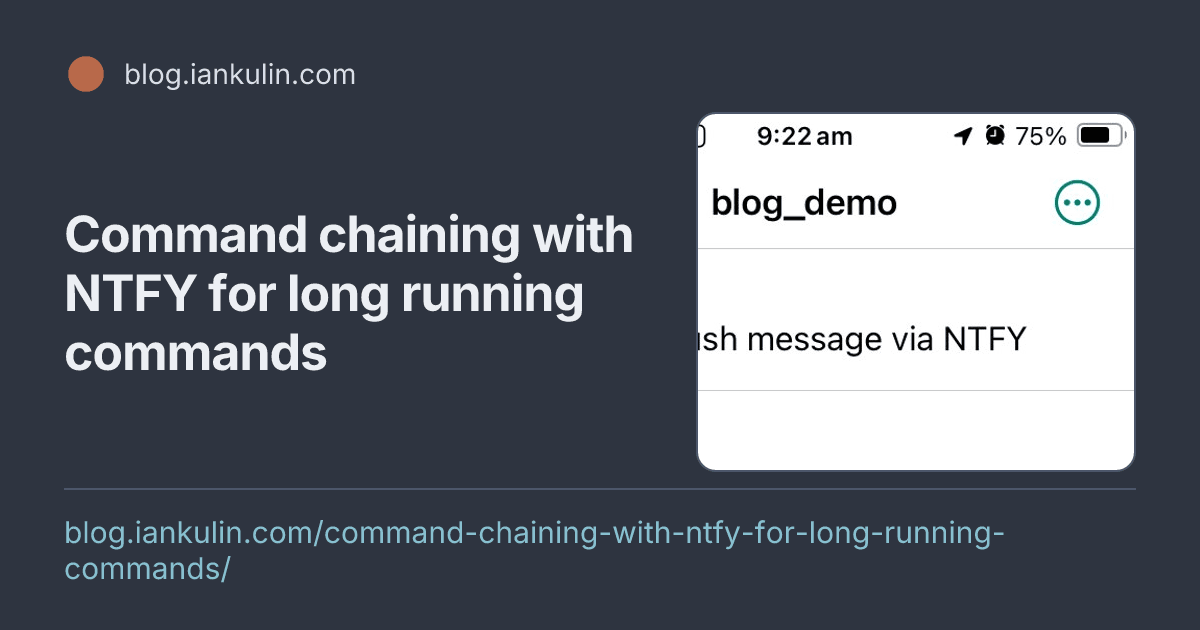 blog.iankulin.com
Command chaining with
NTFY for long running
commands
9:22 am
75%
blog_demo
message via NTFY
blog.iankulin.com/command-chaining-with-ntfy-for-long-running-
commands/